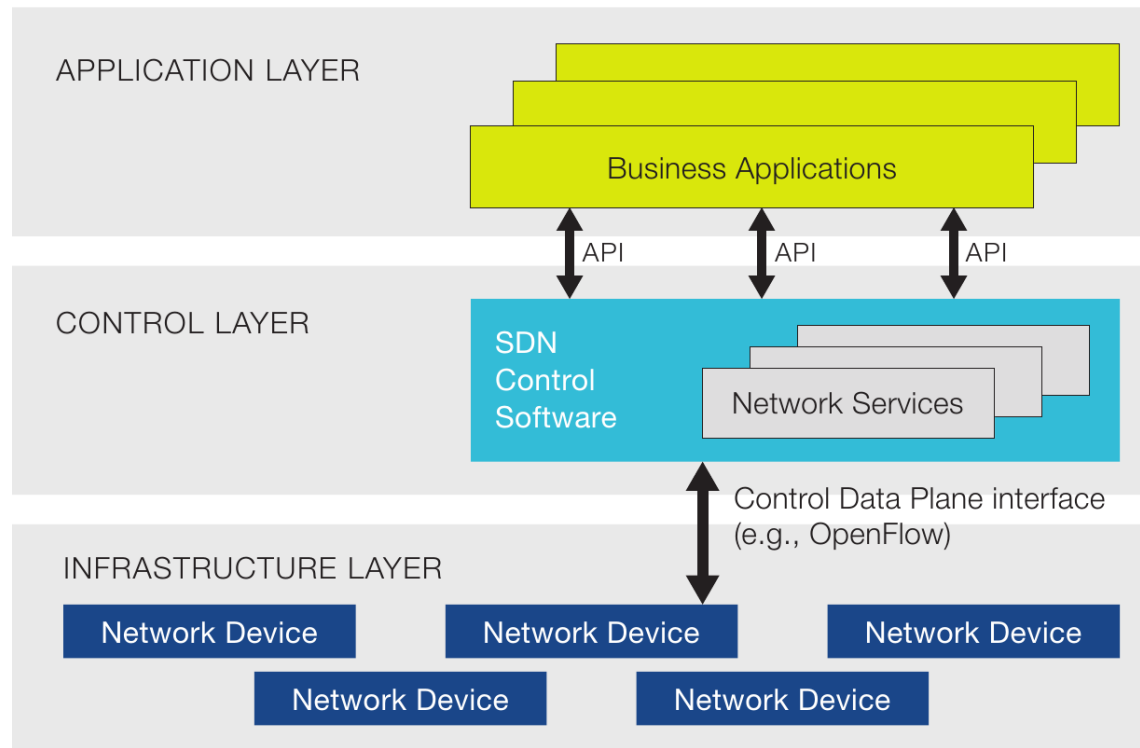 APPLICATION LAYER
Business Applications
API
API
API
CONTROL LAYER
SDN
Control
Software
Network Services
Control Data Plane interface
(e.g., OpenFlow)
INFRASTRUCTURE LAYER
Network Device
Network Device
Network Device
Network Device
Network Device